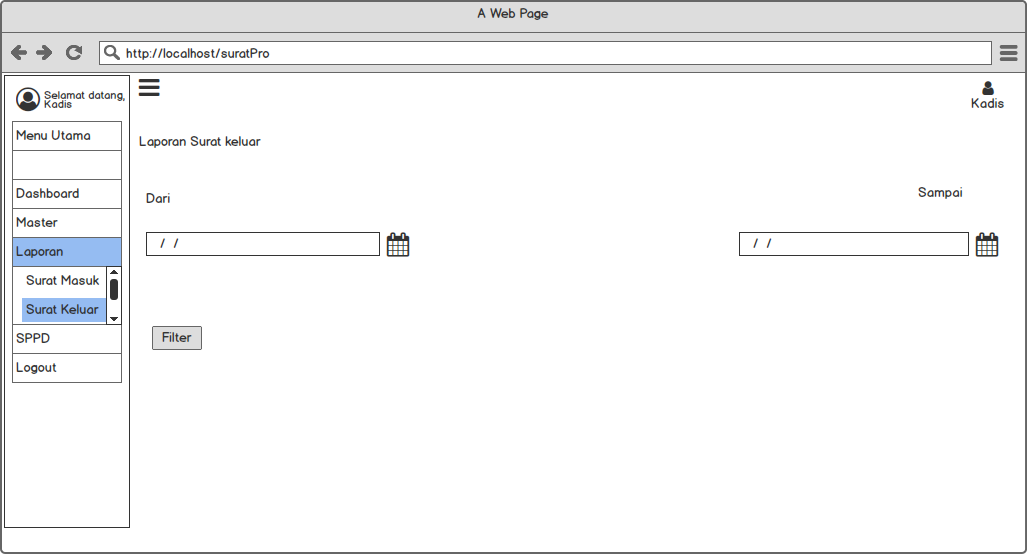 A Web Page
http://localhost/suratPro
Selamat datang,
Kadis
Menu Utama
Dashboard
Master
Laporan
Surat Masuk
Surat Keluar
SPPD
Logout
Kadis
Laporan Surat keluar
Dari
Sampai
/ /
/ /
Filter